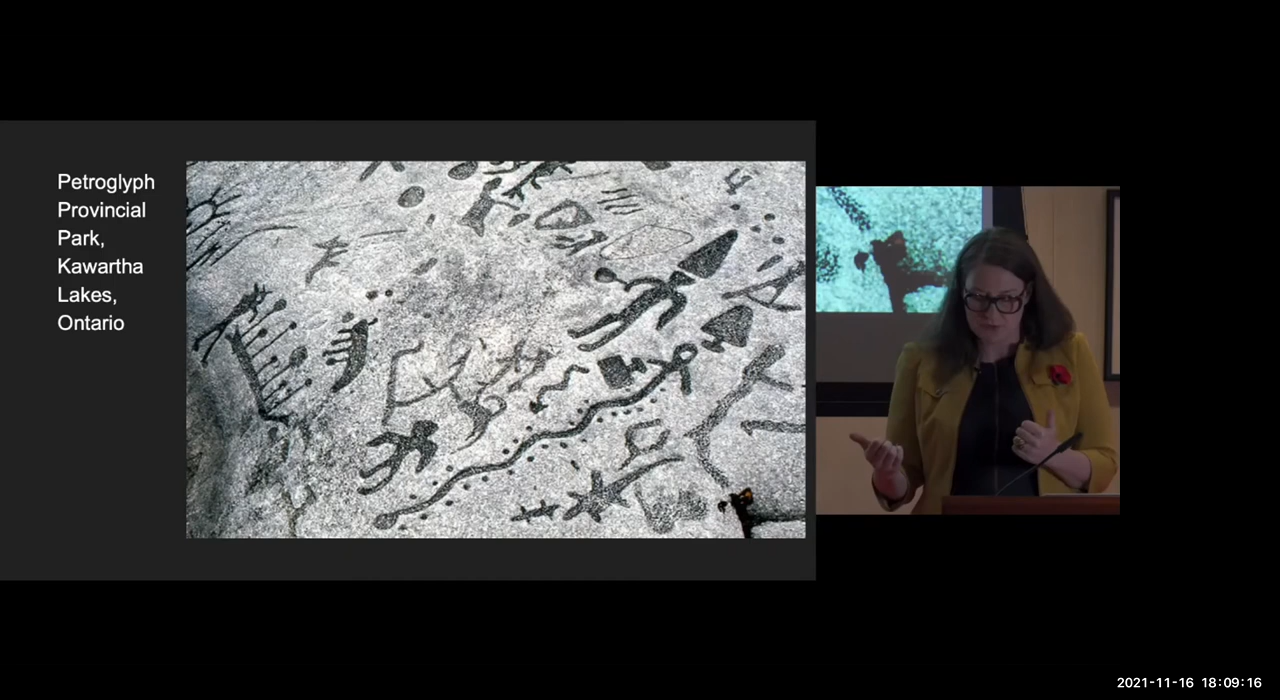 Petroglyph
Provincial
Park,
Kawartha
Lakes,
Ontario
2021-11-16 18:09:16